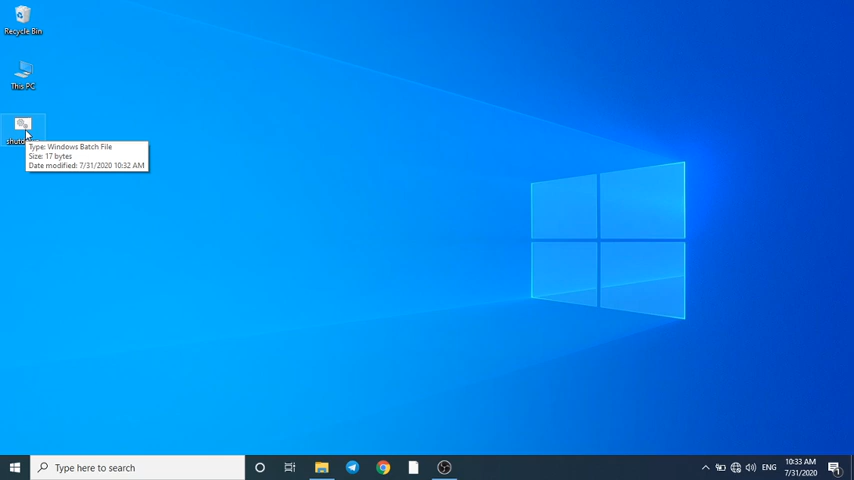 Recycle Bin
This PC
Type: Windows Batch File
Size: 17 bytes
Date modified: 7/31/2020 10:32 AM
Type here to search
ENG
10:33 AM
7/31/2020
1